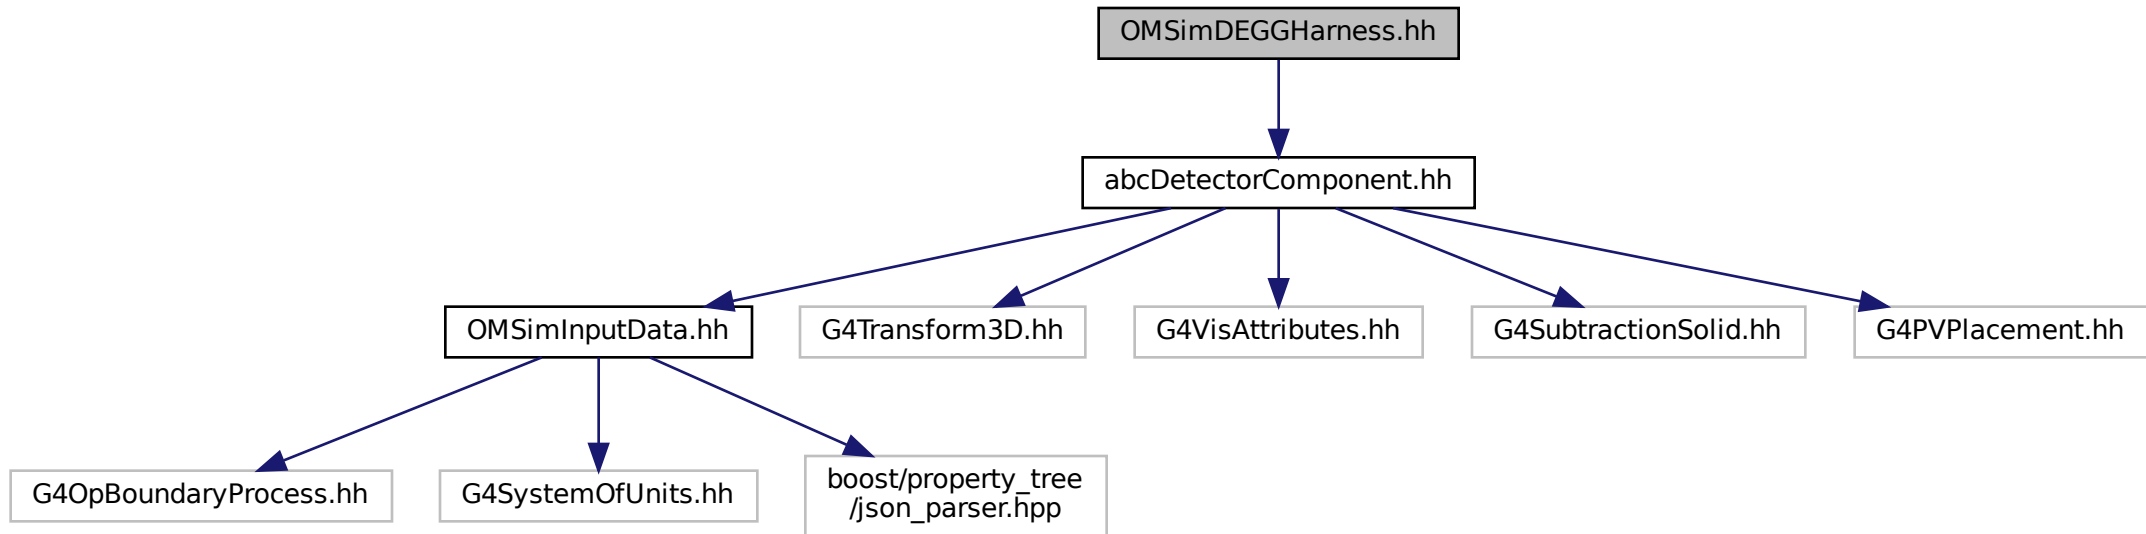 OMSimDEGGHarness.hh
abcDetectorComponent.hh
OMSimInputData.hh
G4Transform3D.hh
G4VisAttributes.hh
G4SubtractionSolid.hh
G4PVPlacement.hh
G4OpBoundaryProcess.hh
G4SystemOfUnits.hh
boost/property_tree
/json_parser.hpp